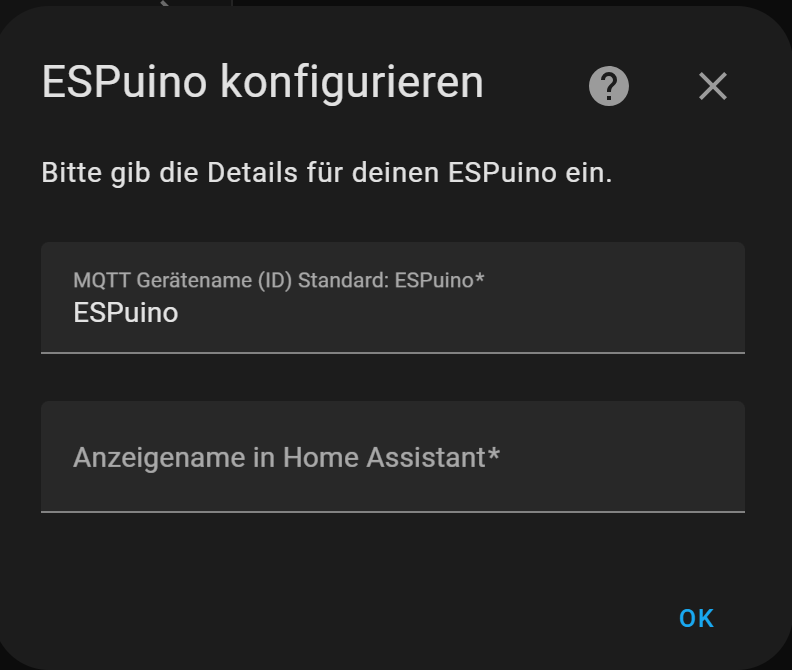 ESPuino konfigurieren
Bitte gib die Details für deinen ESPuino ein.
MQTT Gerätename (ID) Standard: ESPuino*
ESPuino
Anzeigename in Home Assistant*
OK